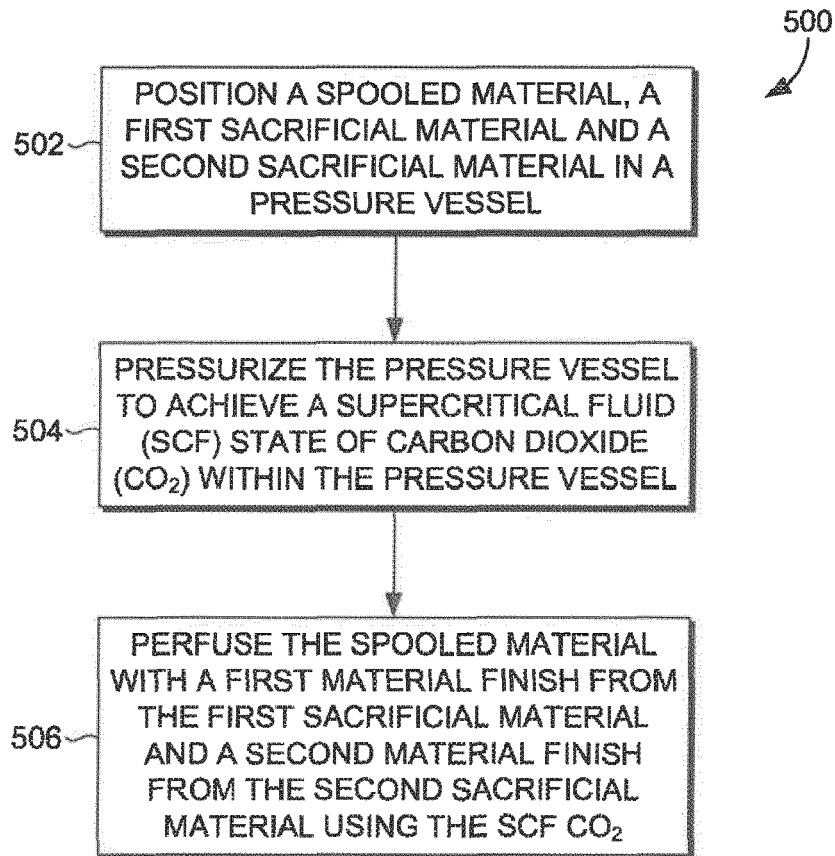 500
502
POSITION A SPOOLED MATERIAL, A
FIRST SACRIFICIAL MATERIAL AND A
SECOND SACRIFICIAL MATERIAL IN A
PRESSURE VESSEL
504
PRESSURIZE THE PRESSURE VESSEL
TO ACHIEVE A SUPERCRITICAL FLUID
(SCF) STATE OF CARBON DIOXIDE
(CO₂) WITHIN THE PRESSURE VESSEL
506
PERFUSE THE SPOOLED MATERIAL
WITH A FIRST MATERIAL FINISH FROM
THE FIRST SACRIFICIAL MATERIAL
AND A SECOND MATERIAL FINISH
FROM THE SECOND SACRIFICIAL
MATERIAL USING THE SCF CO₂